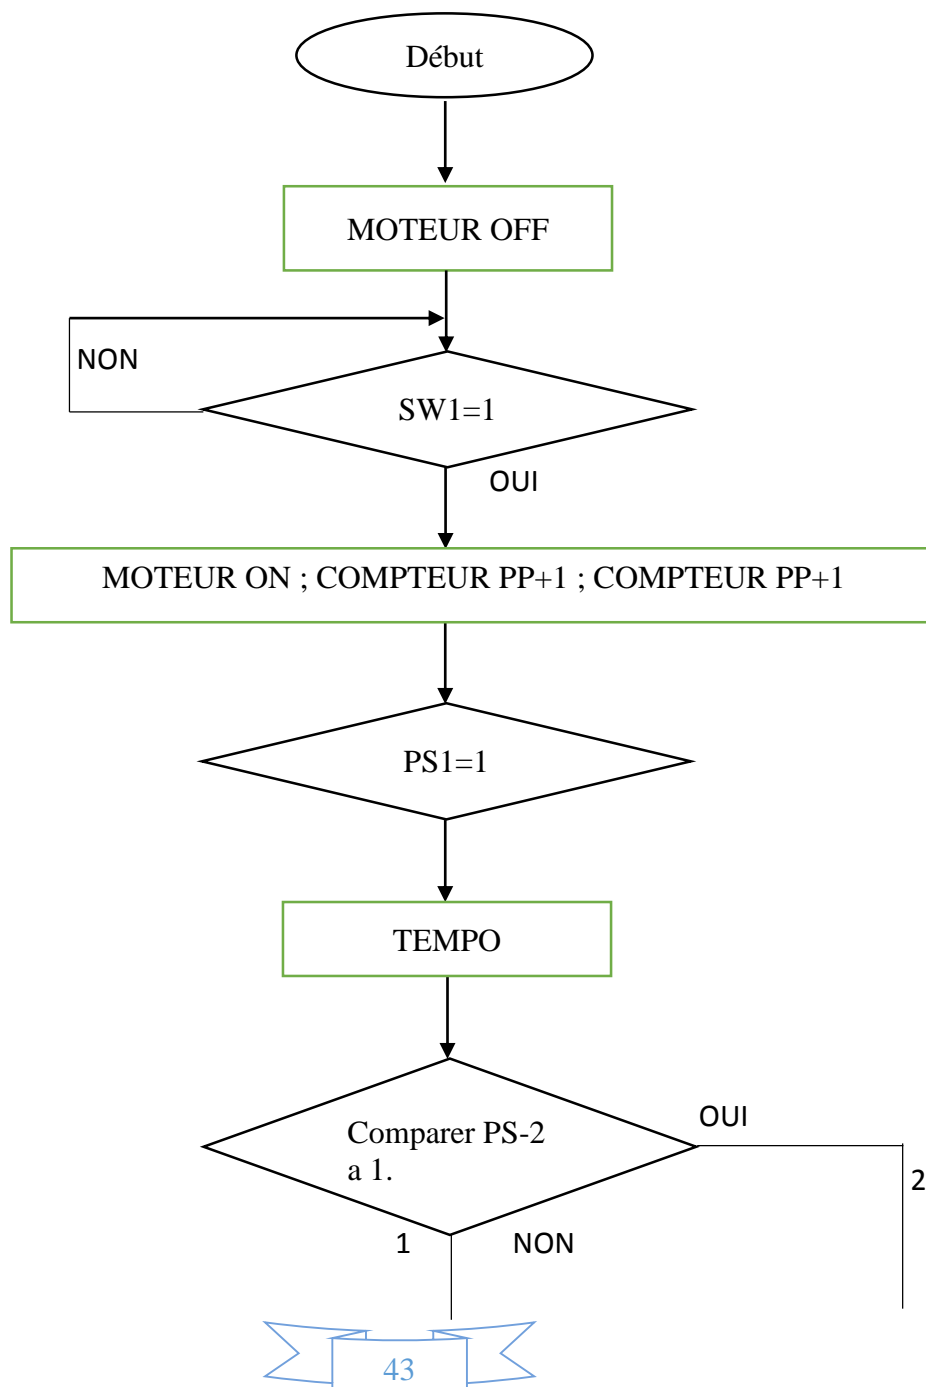 Début
MOTEUR OFF
NON
SW1=1
OUI
MOTEUR ON ; COMPTEUR PP+1 ; COMPTEUR PP+1
PS1=1
TEMPO
OUI
Comparer PS-2
a 1.
2
1
NON
43